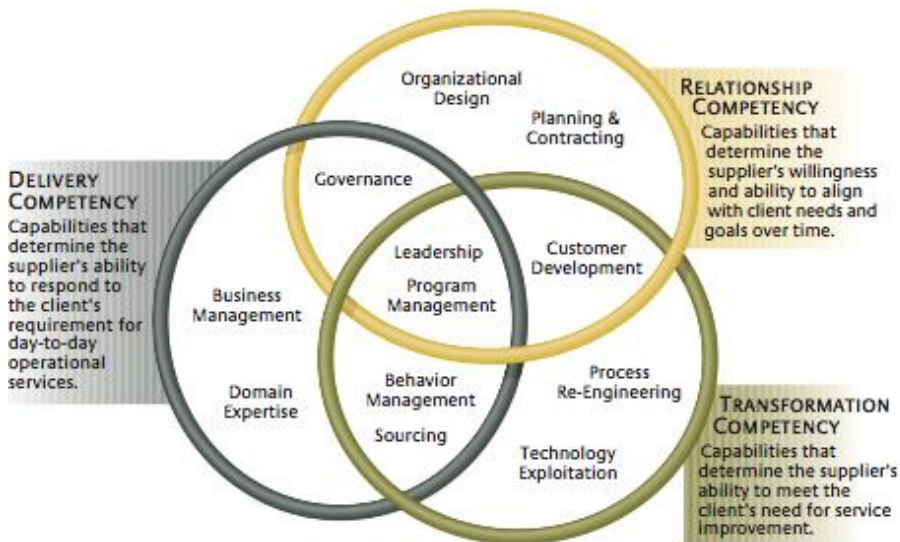 Organizational
Design
Planning &
Contracting
RELATIONSHIP
COMPETENCY
Capabilities that
determine the
supplier's willingness
and ability to align
with client needs and
goals over time.
DELIVERY
COMPETENCY
Capabilities that
determine the
supplier's ability
to respond to
the client's
requirement for
day-to-day
operational
services.
Governance
Leadership
Program
Management
Customer
Development
Business
Management
Domain
Expertise
Behavior
Management
Sourcing
Process
Re-Engineering
Technology
Exploitation
TRANSFORMATION
COMPETENCY
Capabilities that
determine the supplier's
ability to meet the
client's need for service
improvement.